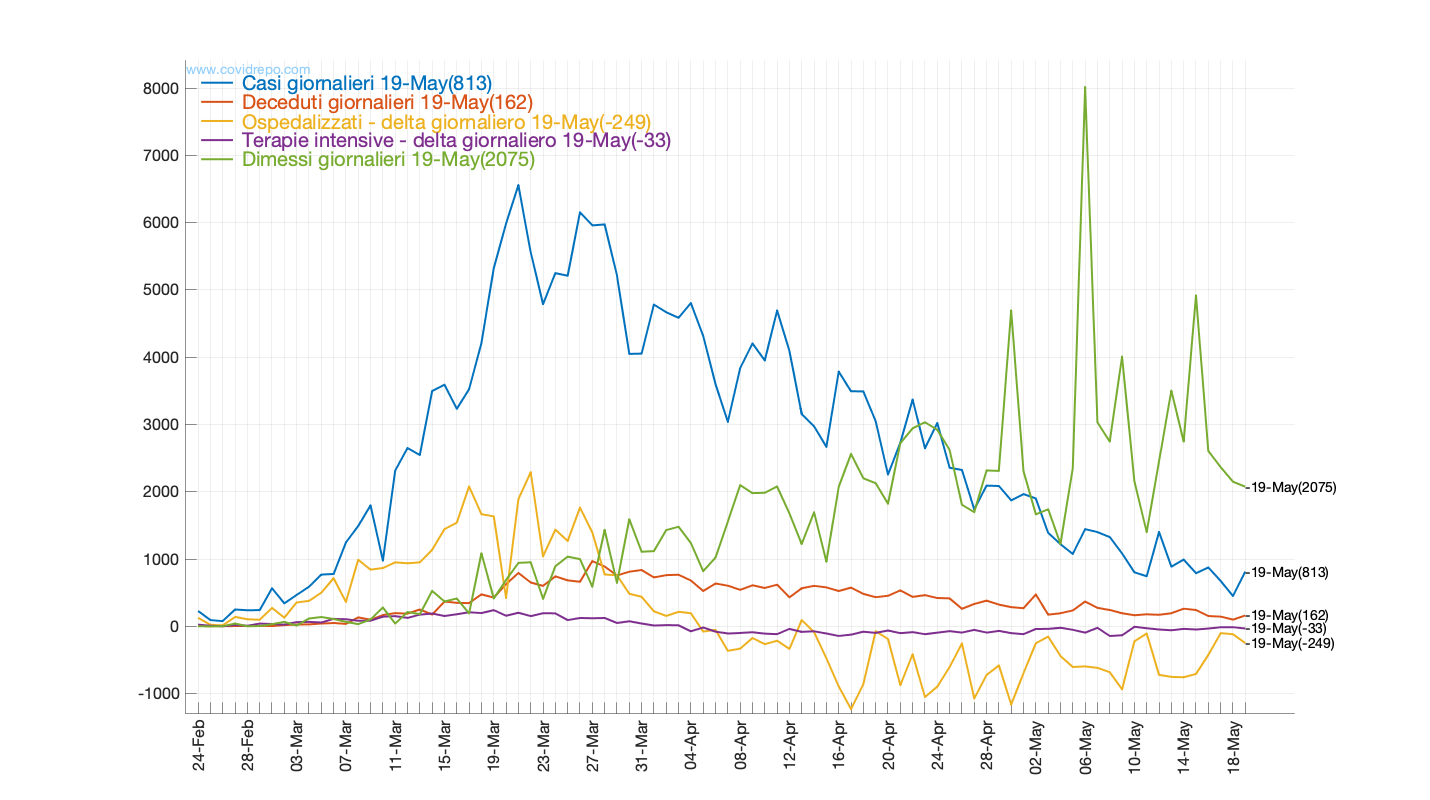 www.covidrepo.com
Casi giornalieri 19-May(813)
Deceduti giornalieri 19-May(162)
Ospedalizzati - delta giornaliero 19-May(-249)
Terapie intensive - delta giornaliero 19-May(-33)
Dimessi giornalieri 19-May(2075)
8000
7000
6000
5000
4000
3000
2000
1000
0
-1000
19-May(2075)
19-May(813)
19-May(162)
19-May(-33)
19-May(-249)
24-Feb
28-Feb
03-Mar
07-Mar
11-Mar
15-Mar
19-Mar
23-Mar
27-Mar
31-Mar
04-Apr
08-Apr
12-Apr
16-Apr
20-Apr
24-Apr
28-Apr
02-May
06-May
10-May
14-May
18-May